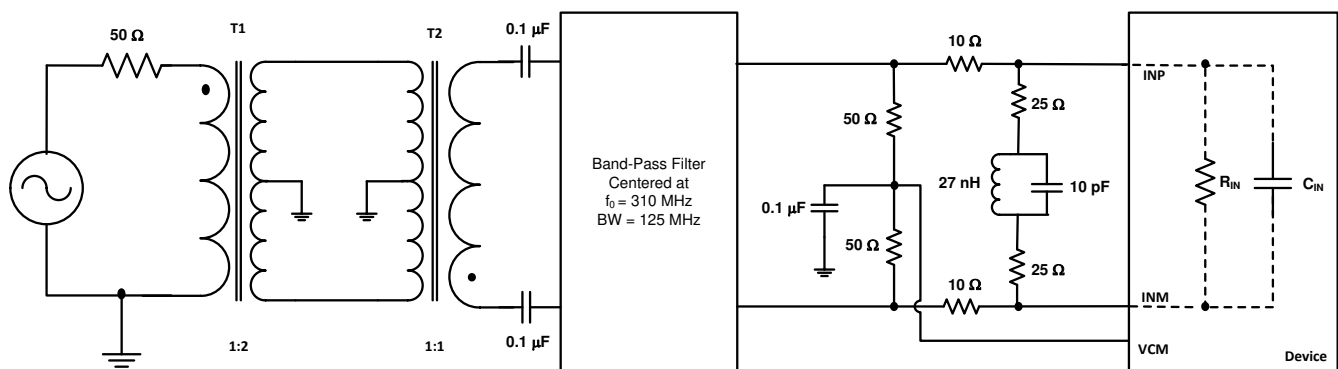 50 Ω
T1
T2
0.1 μF
0.1 μF
1:2
1:1
Band-Pass Filter
Centered at
f₀ = 310 MHz
BW = 125 MHz
50 Ω
50 Ω
0.1 μF
10 Ω
10 Ω
25 Ω
27 nH
10 pF
25 Ω
INP
INM
VCM
R_IN
C_IN
Device